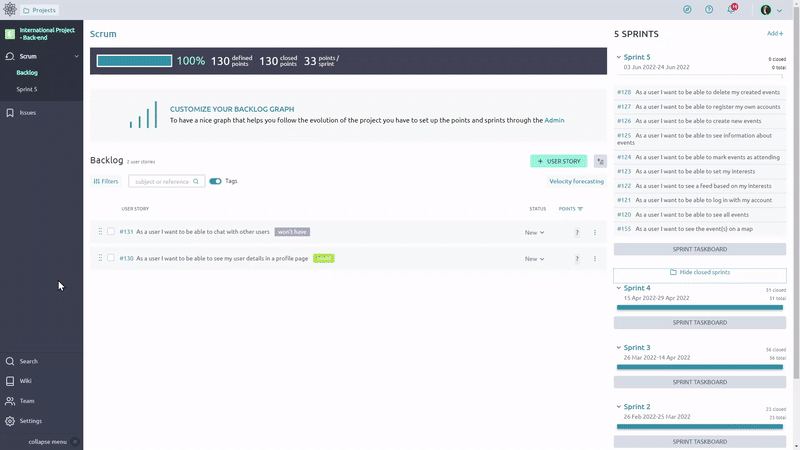 Projects
14
International Project
- Back-end
Scrum
Backlog
Sprint 5
Issues
Search
Wiki
Team
Settings
collapse menu
Scrum
100% 130 defined points 130 closed points 33 points / sprint
CUSTOMIZE YOUR BACKLOG GRAPH
To have a nice graph that helps you follow the evolution of the project you have to set up the points and sprints through the Admin
Backlog 2 user stories
+ USER STORY
Filters
subject or reference
Tags
Velocity forecasting
USER STORY STATUS POINTS
#131 As a user I want to be able to chat with other users won't have New ?
#130 As a user I want to be able to see my user details in a profile page New ?
5 SPRINTS Add +
Sprint 5 0 closed
03 Jun 2022-24 Jun 2022 0 total
#128 As a user I want to be able to delete my created events
#127 As a user I want to be able to register my own accounts
#126 As a user I want to be able to create new events
#125 As a user I want to be able to see information about
events
#124 As a user I want to be able to mark events as attending
#123 As a user I want to be able to set my interests
#122 As a user I want to see a feed based on my interests
#121 As a user I want to be able to log in with my account
#120 As a user I want to be able to see all events
#155 As a user I want to see the event(s) on a map
SPRINT TASKBOARD
Hide closed sprints
Sprint 4 51 closed
15 Apr 2022-29 Apr 2022 51 total
SPRINT TASKBOARD
Sprint 3 56 closed
26 Mar 2022-14 Apr 2022 56 total
SPRINT TASKBOARD
Sprint 2 23 closed
26 Feb 2022-25 Mar 2022 23 total
SPRINT TASKBOARD